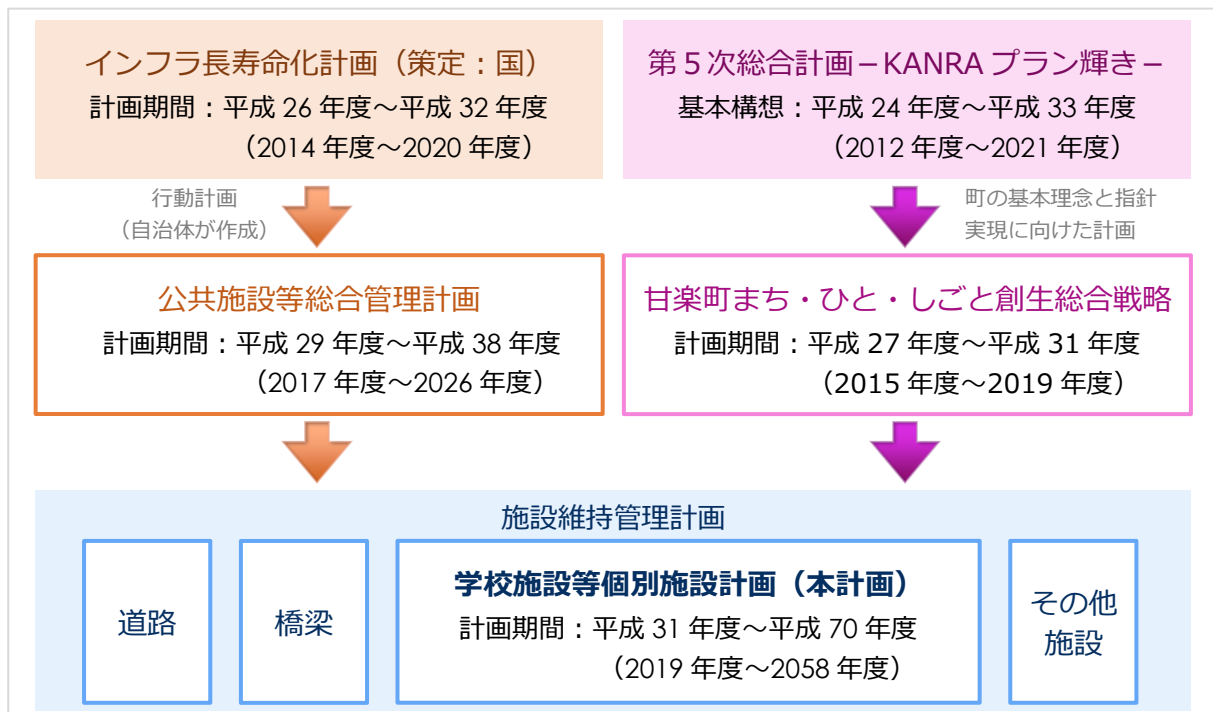 インフラ長寿命化計画（策定：国）
計画期間：平成 26 年度～平成 32 年度
（2014 年度～2020 年度）
第５次総合計画－KANRA プラン輝き－
基本構想：平成 24 年度～平成 33 年度
（2012 年度～2021 年度）
行動計画
（自治体が作成）
町の基本理念と指針
実現に向けた計画
公共施設等総合管理計画
計画期間：平成 29 年度～平成 38 年度
（2017 年度～2026 年度）
甘楽町まち・ひと・しごと創生総合戦略
計画期間：平成 27 年度～平成 31 年度
（2015 年度～2019 年度）
施設維持管理計画
道路
橋梁
学校施設等個別施設計画（本計画）
計画期間：平成 31 年度～平成 70 年度
（2019 年度～2058 年度）
その他
施設